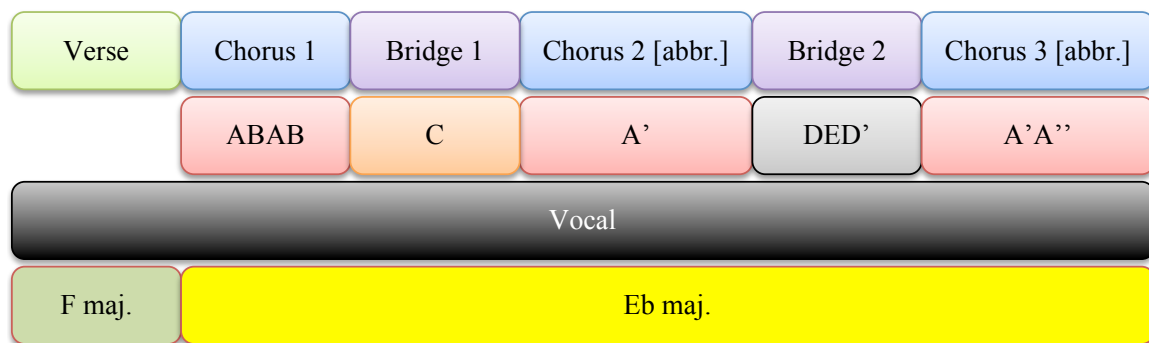 Verse Chorus 1 Bridge 1 Chorus 2 [abbr.] Bridge 2 Chorus 3 [abbr.]
ABAB C A’ DED’ A’A’’
Vocal
F maj. Eb maj.